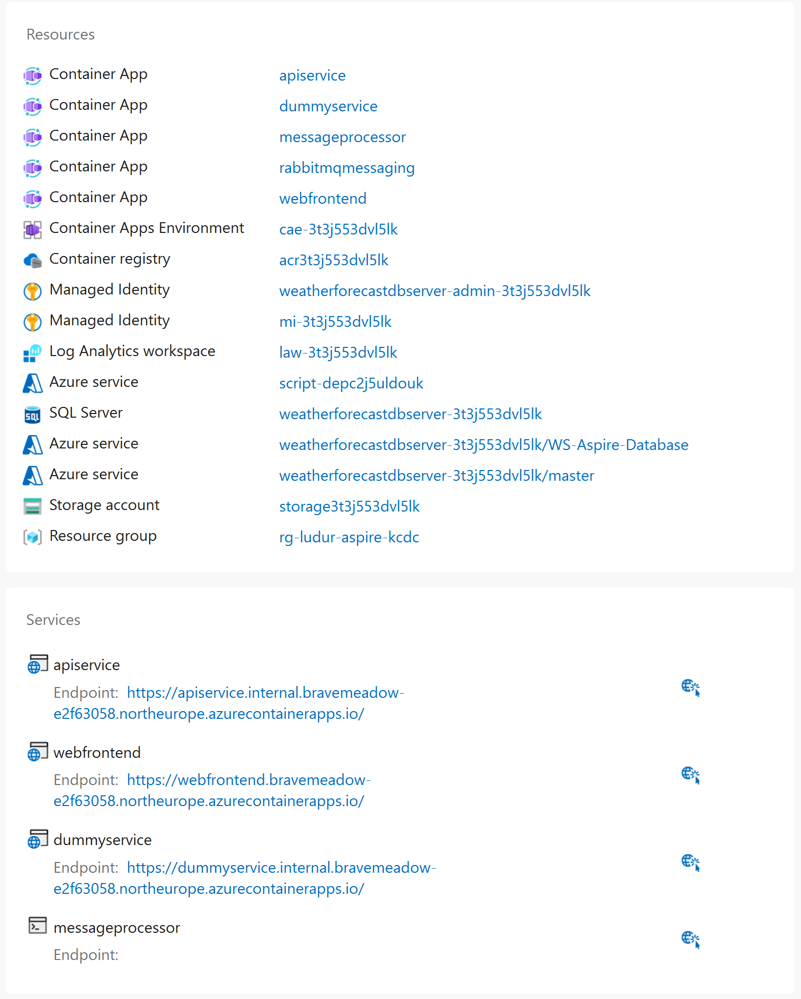 Resources
Container App apiservice
Container App dummyservice
Container App messageprocessor
Container App rabbitmqmessaging
Container App webfrontend
Container Apps Environment cae-3t3j553dvl5lk
Container registry acr3t3j553dvl5lk
Managed Identity weatherforecastdbserver-admin-3t3j553dvl5lk
Managed Identity mi-3t3j553dvl5lk
Log Analytics workspace law-3t3j553dvl5lk
Azure service script-depc2j5uldouk
SQL Server weatherforecastdbserver-3t3j553dvl5lk
Azure service weatherforecastdbserver-3t3j553dvl5lk/WS-Aspire-Database
Azure service weatherforecastdbserver-3t3j553dvl5lk/master
Storage account storage3t3j553dvl5lk
Resource group rg-ludur-aspire-kcdc
Services
apiservice
Endpoint: https://apiservice.internal.bravemeadow-
e2f63058.northeurope.azurecontainerapps.io/
webfrontend
Endpoint: https://webfrontend.bravemeadow-
e2f63058.northeurope.azurecontainerapps.io/
dummyservice
Endpoint: https://dummyservice.internal.bravemeadow-
e2f63058.northeurope.azurecontainerapps.io/
messageprocessor
Endpoint: